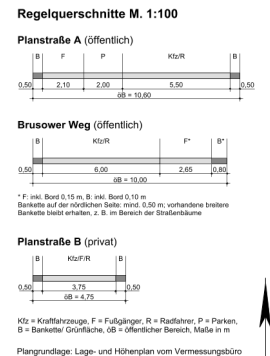 Regelquerschnitte M. 1:100
Planstraße A (öffentlich)
B F P Kfz/R B
0,50 2,10 2,00 5,50 0,50
öB = 10,60
Brusower Weg (öffentlich)
B Kfz/R F* B*
0,50 6,00 2,65 0,80
öB = 10,00
* F: inkl. Bord 0,15 m, B: inkl. Bord 0,10 m
Bankette auf der nördlichen Seite: mind. 0,50 m; vorhandene breitere
Bankette bleibt erhalten, z. B. im Bereich der Straßenbäume
Planstraße B (privat)
B Kfz/F/R B
0,50 3,75 0,50
öB = 4,75
Kfz = Kraftfahrzeuge, F = Fußgänger, R = Radfahrer, P = Parken,
B = Bankette/ Grünfläche, öB = öffentlicher Bereich, Maße in m
Plangrundlage: Lage- und Höhenplan vom Vermessungsbüro